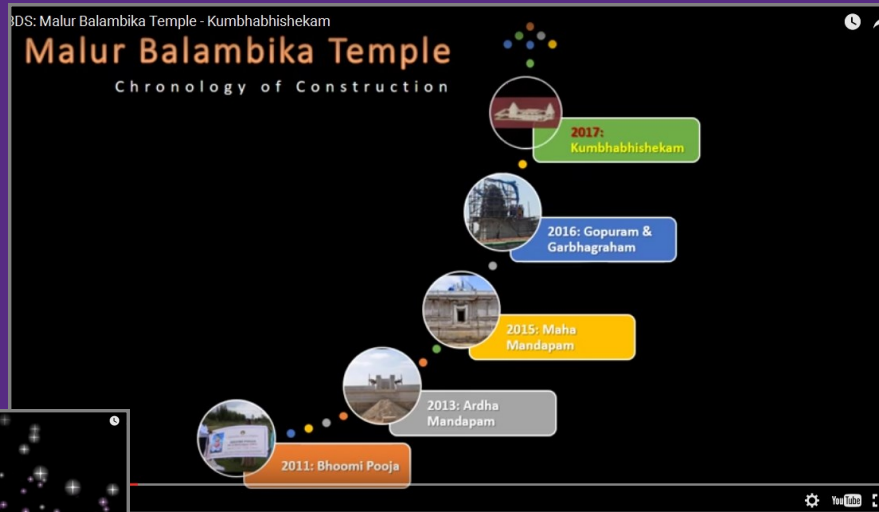 BDS: Malur Balambika Temple - Kumbhabhishekam
Malur Balambika Temple
Chronology of Construction
2017:
Kumbhabhishekam
2016: Gopuram &
Garbhagraham
2015: Maha
Mandapam
2013: Ardha
Mandapam
2011: Bhoomi Pooja
YouTube